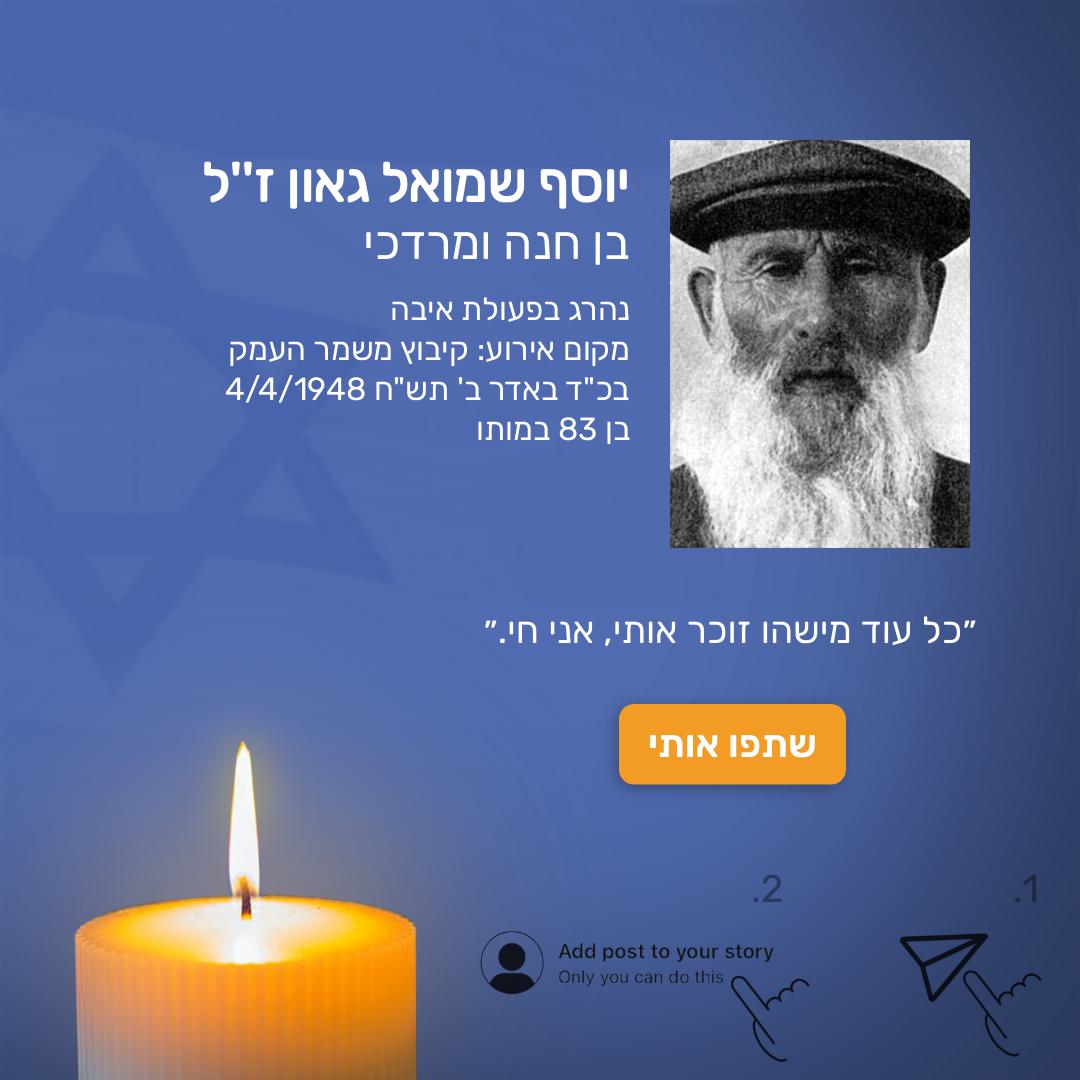 יוסף שמואל גאון ז"ל
בן חנה ומרדכי
נהרג בפעולת איבה
מקום אירוע: קיבוץ משמר העמק
בכ"ד באדר ב' תש"ח 4/4/1948
בן 83 במותו
״כל עוד מישהו זוכר אותי, אני חי.״
שתפו אותי
1.
2.
Add post to your story
Only you can do this